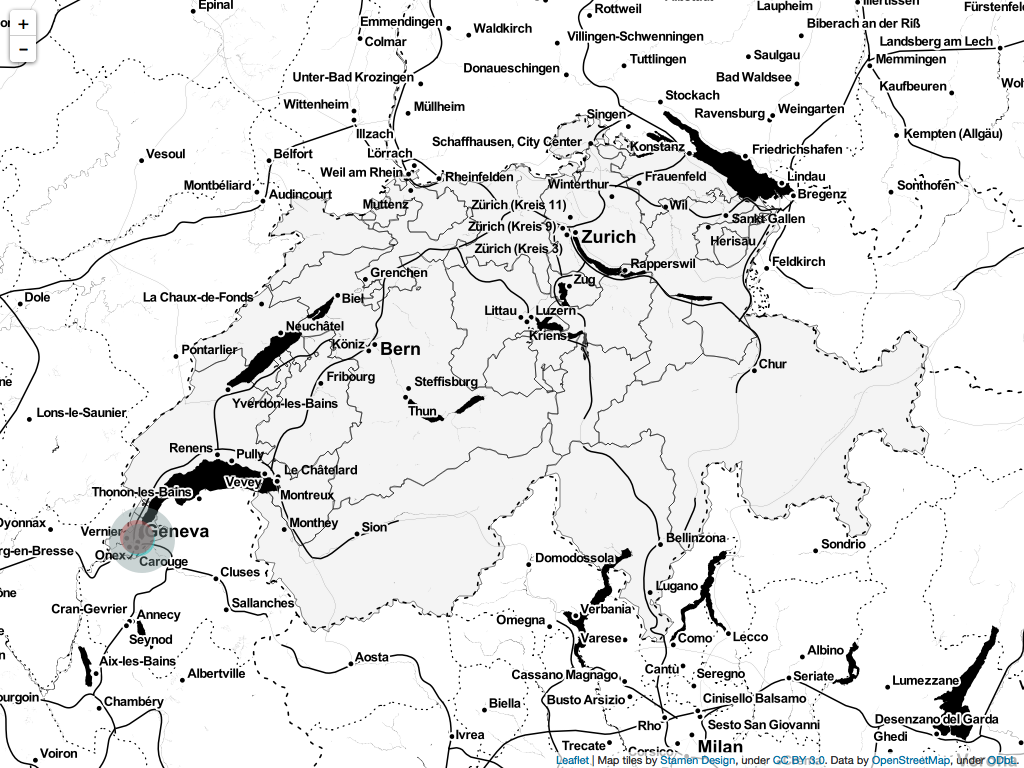 Epinal
Rottweil
Laupheim
Illertissen
Fürstenfeld
+
−
Emmendingen
Waldkirch
Biberach an der Riß
Colmar
Villingen-Schwenningen
Landsberg am Lech
Tuttlingen
Saulgau
Memmingen
Donaueschingen
Bad Waldsee
Unter-Bad Krozingen
Kaufbeuren
Wittenheim
Müllheim
Stockach
Ravensburg
Weingarten
Singen
Illzach
Schaffhausen, City Center
Kempten (Allgäu)
Vesoul
Belfort
Lörrach
Konstanz
Friedrichshafen
Weil am Rhein
Rheinfelden
Frauenfeld
Lindau
Montbéliard
Audincourt
Winterthur
Bregenz
Sonthofen
Muttenz
Zürich (Kreis 11)
Wil
Sankt Gallen
Zürich (Kreis 9)
Zurich
Herisau
Zürich (Kreis 3)
Rapperswil
Feldkirch
Grenchen
Zug
Dole
La Chaux-de-Fonds
Biel
Littau
Luzern
Neuchâtel
Kriens
Köniz
Bern
Pontarlier
Chur
Fribourg
Steffisburg
Yverdon-les-Bains
Thun
Lons-le-Saunier
Renens
Pully
Le Châtelard
Vevey
Thonon-les-Bains
Montreux
Oyonnax
Vernier
Geneva
Monthey
Sion
Bellinzona
Sondrio
rg-en-Bresse
Onex
Carouge
Domodossola
Cluses
Lugano
Cran-Gevrier
Annecy
Sallanches
Verbania
Omegna
Seynod
Varese
Como
Lecco
Aix-les-Bains
Aosta
Albino
Albertville
Cantù
Cassano Magnago
Seregno
Seriate
Lumezzane
ourgoin
Chambéry
Biella
Busto Arsizio
Cinisello Balsamo
Rho
Sesto San Giovanni
Desenzano del Garda
Ivrea
Ghedi
Voiron
Trecate
Corsico
Milan
Verona
Leaflet | Map tiles by Stamen Design, under CC BY 3.0. Data by OpenStreetMap, under ODbL.